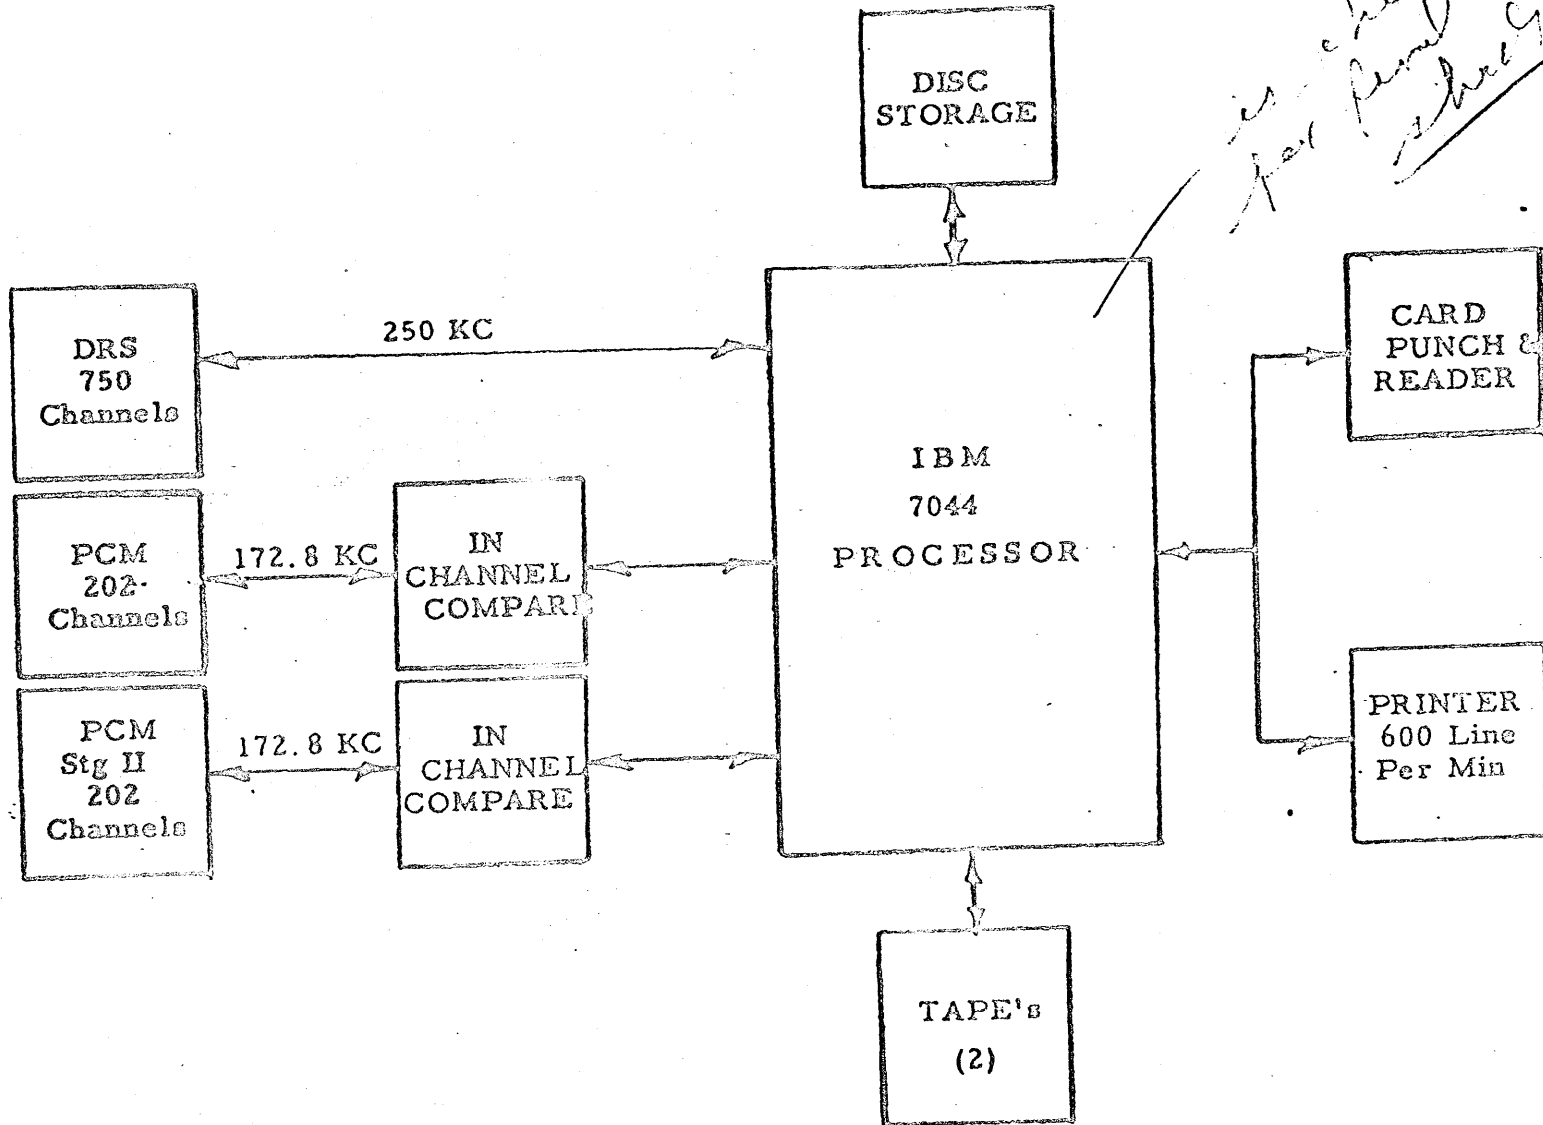 DISC
STORAGE
250 KC
DRS
750
Channels
CARD
PUNCH &
READER
IBM
7044
PROCESSOR
PCM
202
Channels
172.8 KC
IN
CHANNEL
COMPARE
PCM
Stg II
202
Channels
172.8 KC
IN
CHANNEL
COMPARE
PRINTER
600 Line
Per Min
TAPE's
(2)
is
per